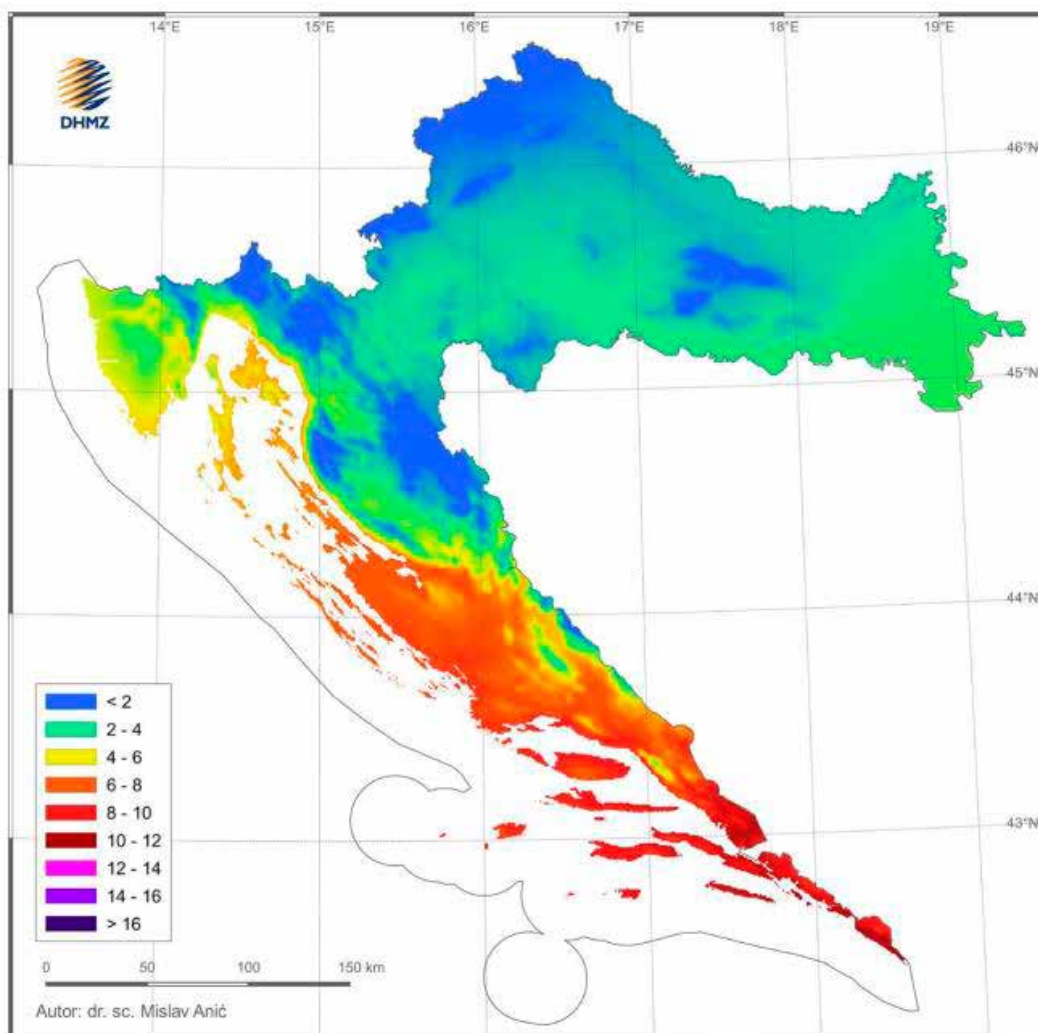 14°E 15°E 16°E 17°E 18°E 19°E
DHMZ
46°N
45°N
44°N
43°N
< 2
2 - 4
4 - 6
6 - 8
8 - 10
10 - 12
12 - 14
14 - 16
> 16
0 50 100 150 km
Autor: dr. sc. Mislav Anić